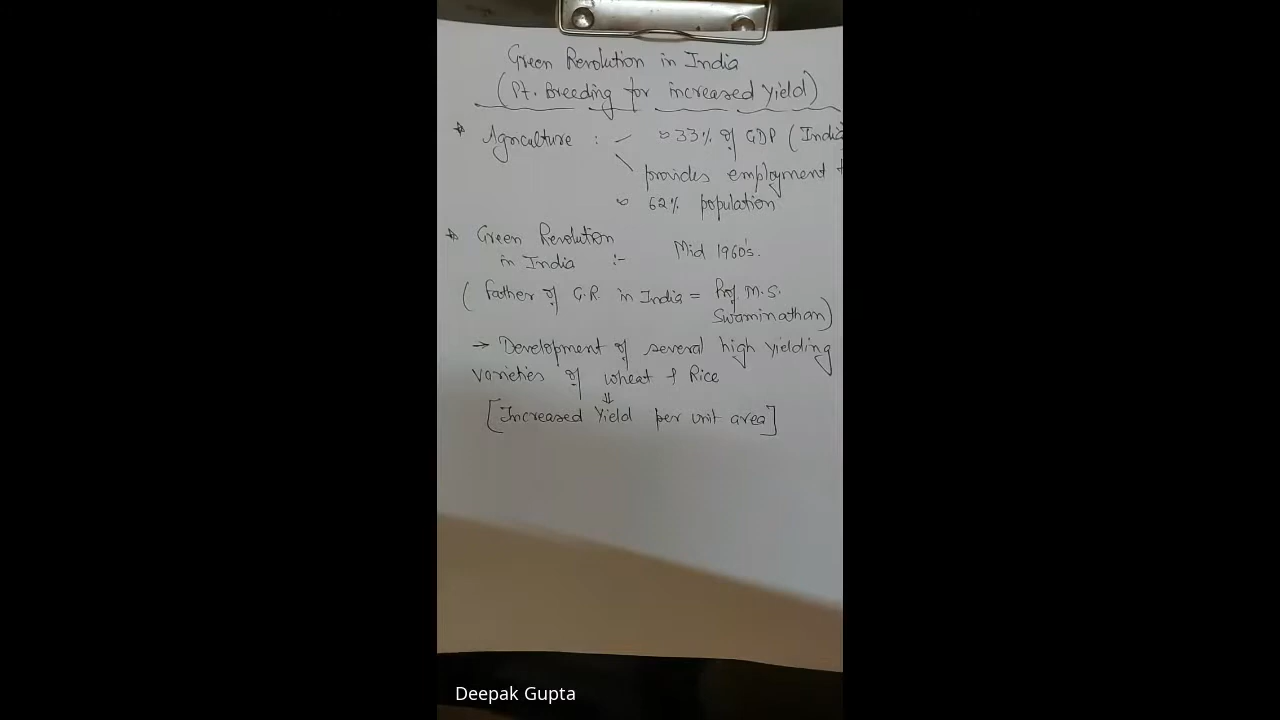 Green Revolution in India
(Pt. Breeding for increased Yield)
* Agriculture : 33% of GDP (India
provides employment
62% population
* Green Revolution
in India :- Mid 1960's.
(Father of G.R. in India = Prof M.S.
Swaminathan)
→ Development of several high yielding
varieties of wheat & Rice
⇓
[Increased Yield per unit area]
Deepak Gupta